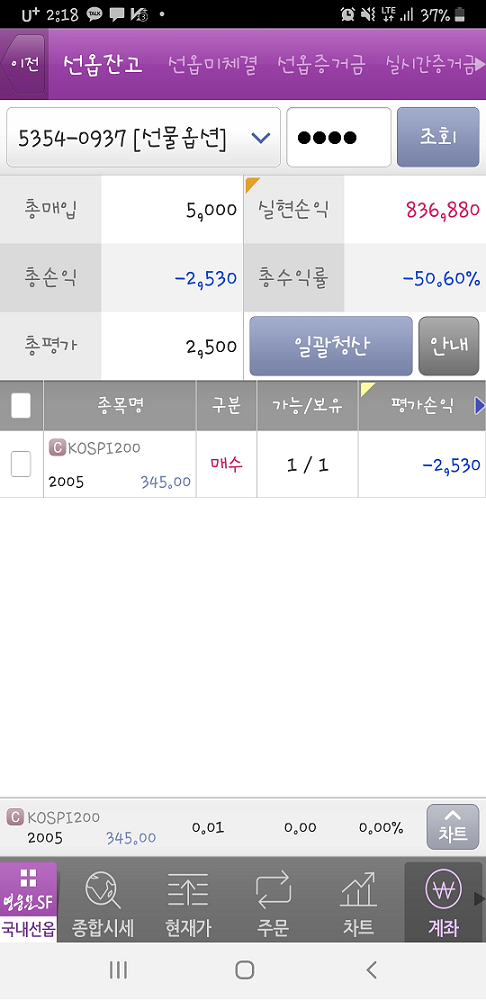 U+ 2:18 TALK LTE 37%
이전 선옵잔고 선옵미체결 선옵증거금 실시간증거금
5354-0937 [선물옵션] ●●●● 조회
총매입 5,000 실현손익 836,880
총손익 -2,530 총수익률 -50.60%
총평가 2,500 일괄청산 안내
종목명 구분 가능/보유 평가손익
C KOSPI200
2005 345.00 매수 1 / 1 -2,530
C KOSPI200
2005 345.00 0.01 0.00 0.00% 차트
영웅문SF
국내선옵 종합시세 현재가 주문 차트 계좌